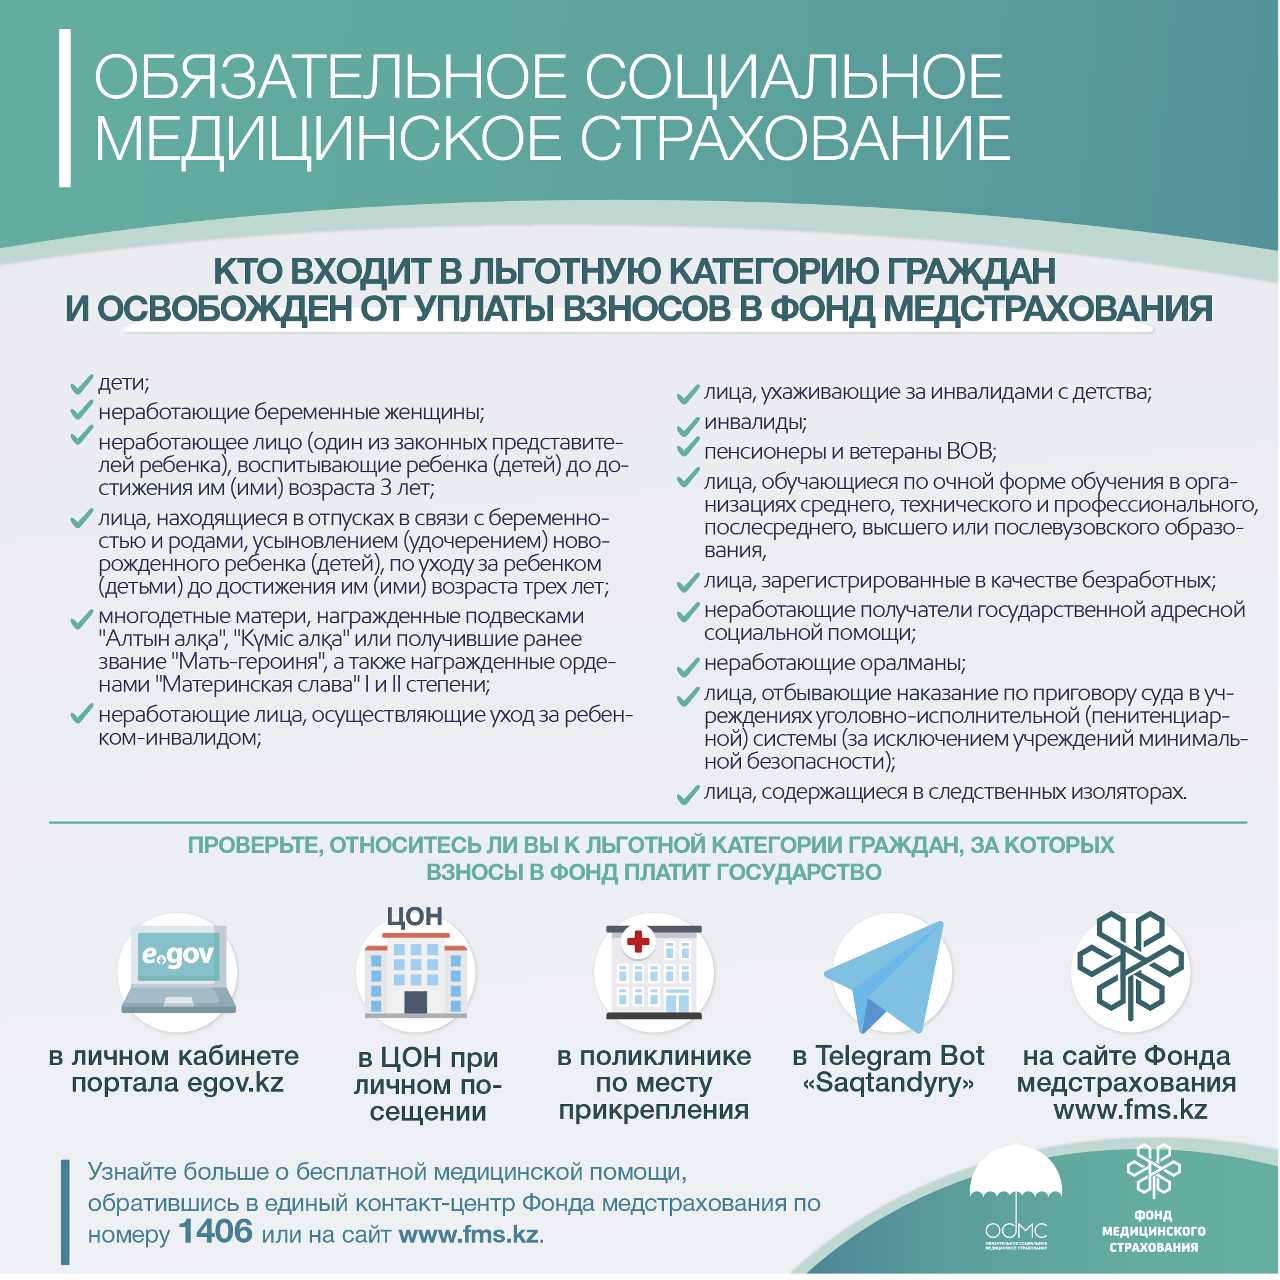 ОБЯЗАТЕЛЬНОЕ СОЦИАЛЬНОЕ
МЕДИЦИНСКОЕ СТРАХОВАНИЕ
КТО ВХОДИТ В ЛЬГОТНУЮ КАТЕГОРИЮ ГРАЖДАН
И ОСВОБОЖДЕН ОТ УПЛАТЫ ВЗНОСОВ В ФОНД МЕДСТРАХОВАНИЯ
дети;
неработающие беременные женщины;
неработающее лицо (один из законных представите-
лей ребенка), воспитывающие ребенка (детей) до до-
стижения им (ими) возраста 3 лет;
лица, находящиеся в отпусках в связи с беременно-
стью и родами, усыновлением (удочерением) ново-
рожденного ребенка (детей), по уходу за ребенком
(детьми) до достижения им (ими) возраста трех лет;
многодетные матери, награжденные подвесками
"Алтын алқа", "Күміс алқа" или получившие ранее
звание "Мать-героиня", а также награжденные орде-
нами "Материнская слава" I и II степени;
неработающие лица, осуществляющие уход за ребен-
ком-инвалидом;
лица, ухаживающие за инвалидами с детства;
инвалиды;
пенсионеры и ветераны ВОВ;
лица, обучающиеся по очной форме обучения в орга-
низациях среднего, технического и профессионального,
послесреднего, высшего или послевузовского образо-
вания,
лица, зарегистрированные в качестве безработных;
неработающие получатели государственной адресной
социальной помощи;
неработающие оралманы;
лица, отбывающие наказание по приговору суда в уч-
реждениях уголовно-исполнительной (пенитенциар-
ной) системы (за исключением учреждений минималь-
ной безопасности);
лица, содержащиеся в следственных изоляторах.
ПРОВЕРЬТЕ, ОТНОСИТЕСЬ ЛИ ВЫ К ЛЬГОТНОЙ КАТЕГОРИИ ГРАЖДАН, ЗА КОТОРЫХ
ВЗНОСЫ В ФОНД ПЛАТИТ ГОСУДАРСТВО
e.gov
ЦОН
в личном кабинете
портала egov.kz
в ЦОН при
личном по-
сещении
в поликлинике
по месту
прикрепления
в Telegram Bot
«Saqtandyry»
на сайте Фонда
медстрахования
www.fms.kz
Узнайте больше о бесплатной медицинской помощи,
обратившись в единый контакт-центр Фонда медстрахования по
номеру 1406 или на сайт www.fms.kz.
осмс
ОБЯЗАТЕЛЬНОЕ СОЦИАЛЬНОЕ
МЕДИЦИНСКОЕ СТРАХОВАНИЕ
ФОНД
МЕДИЦИНСКОГО
СТРАХОВАНИЯ